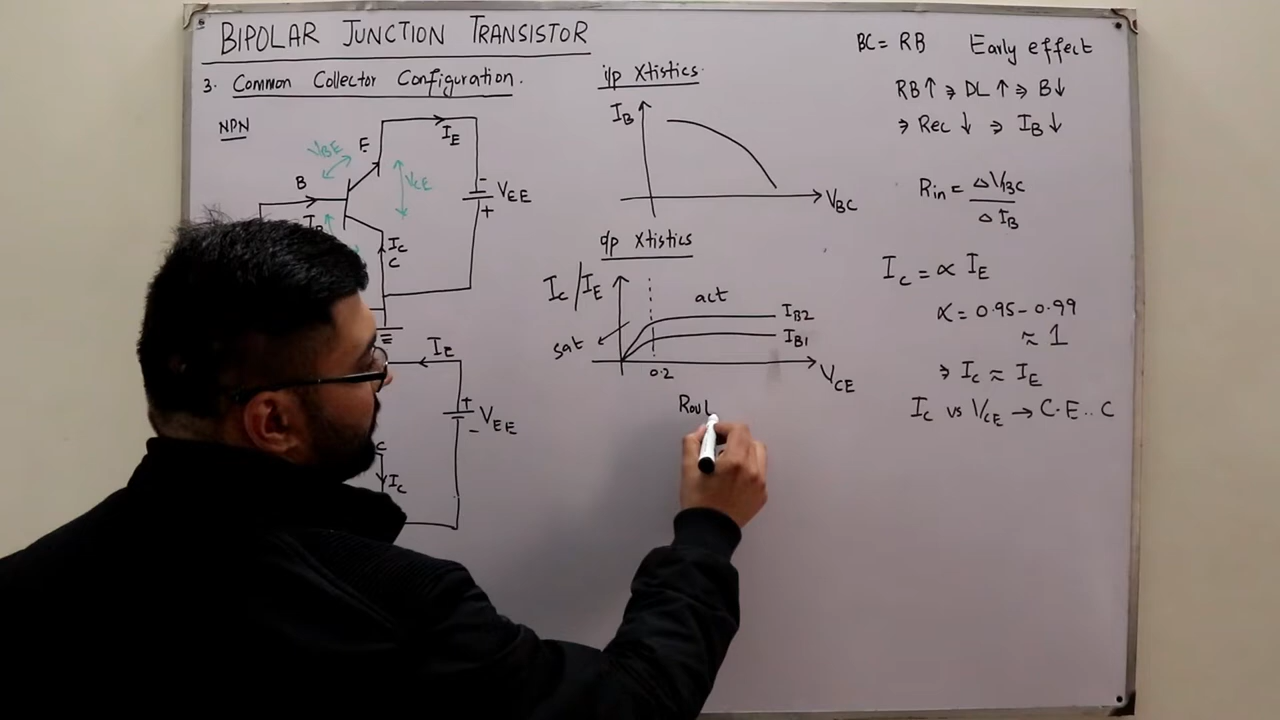 BIPOLAR JUNCTION TRANSISTOR
3. Common Collector Configuration.
NPN
E
IE
VBE
VCE
B
- VEE
+
IC
C
IE
+ VEE
-
C
IC
i/p Xtistics
IB
VBC
o/p Xtistics
IC/IE
act
IB2
IB1
sat
0.2
VCE
Rou
BC = RB Early effect
RB↑ ⇒ DL ↑ ⇒ B↓
⇒ Rec ↓ ⇒ IB↓
Rin = ΔVBC
ΔIB
IC = ∝ IE
∝ = 0.95 - 0.99
≈ 1
⇒ IC ≈ IE
IC vs VCE → C.E.. C